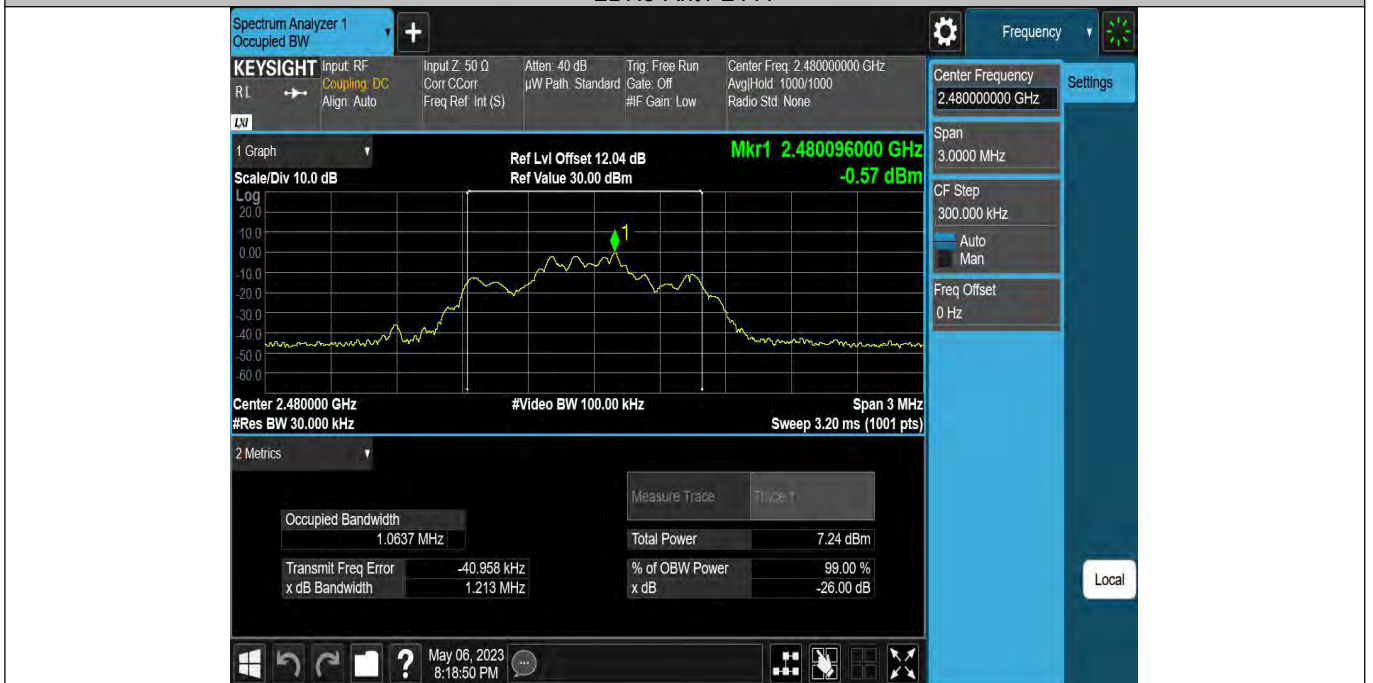 Spectrum Analyzer 1
Occupied BW
Frequency
KEYSIGHT
RL
LXI
Input: RF
Coupling: DC
Align: Auto
Input Z: 50 Ω
Corr CCorr
Freq Ref: Int (S)
Atten: 40 dB
µW Path: Standard
Trig: Free Run
Gate: Off
#IF Gain: Low
Center Freq: 2.480000000 GHz
Avg|Hold: 1000/1000
Radio Std: None
Center Frequency
2.480000000 GHz
Settings
Span
3.0000 MHz
CF Step
300.000 kHz
Auto
Man
Freq Offset
0 Hz
Local
1 Graph
Scale/Div 10.0 dB
Ref Lvl Offset 12.04 dB
Ref Value 30.00 dBm
Mkr1 2.480096000 GHz
-0.57 dBm
Log
20.0
10.0
0.00
-10.0
-20.0
-30.0
-40.0
-50.0
-60.0
1
Center 2.480000 GHz
#Video BW 100.00 kHz
Span 3 MHz
#Res BW 30.000 kHz
Sweep 3.20 ms (1001 pts)
2 Metrics
Measure Trace
Trace 1
Occupied Bandwidth
1.0637 MHz
Total Power
7.24 dBm
Transmit Freq Error
-40.958 kHz
% of OBW Power
99.00 %
x dB Bandwidth
1.213 MHz
x dB
-26.00 dB
?
May 06, 2023
8:18:50 PM